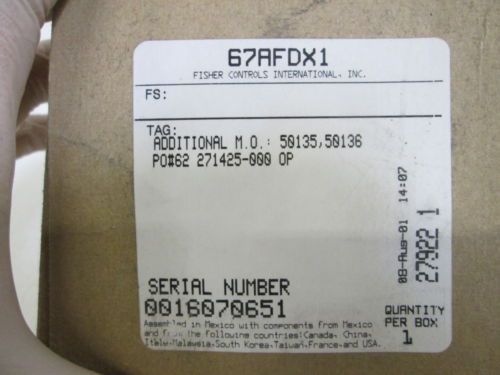 67AFDX1
FISHER CONTROLS INTERNATIONAL, INC.
FS:
TAG:
ADDITIONAL M.O.: 50135,50136
PO#62 271425-000 OP
08-Aug-01 14:07
27922 1
SERIAL NUMBER
0016070651
Assembled in Mexico with components from Mexico
and from the following countries:Canada, China,
Italy,Malaysia,South Korea,Taiwan,France,and USA.
QUANTITY
PER BOX
1